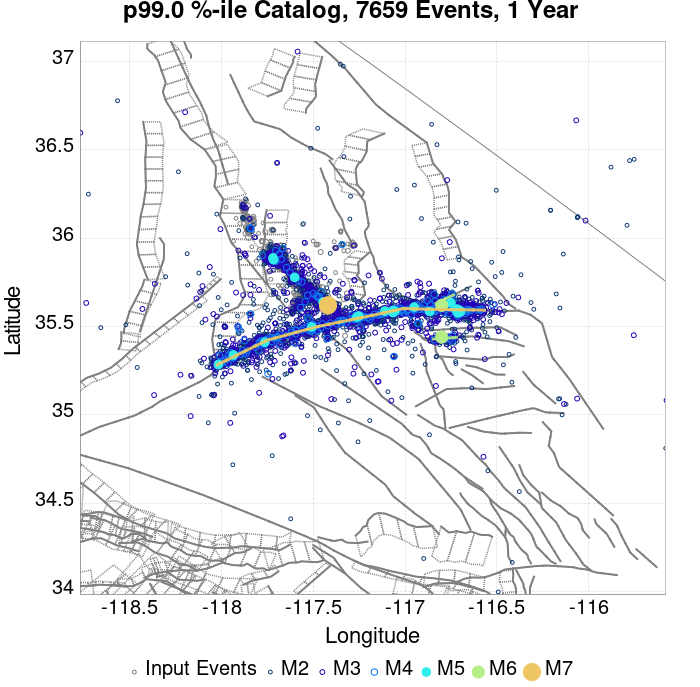 p99.0 %-ile Catalog, 7659 Events, 1 Year
37
36.5
36
35.5
35
34.5
34
Latitude
-118.5 -118 -117.5 -117 -116.5 -116
Longitude
Input Events M2 M3 M4 M5 M6 M7